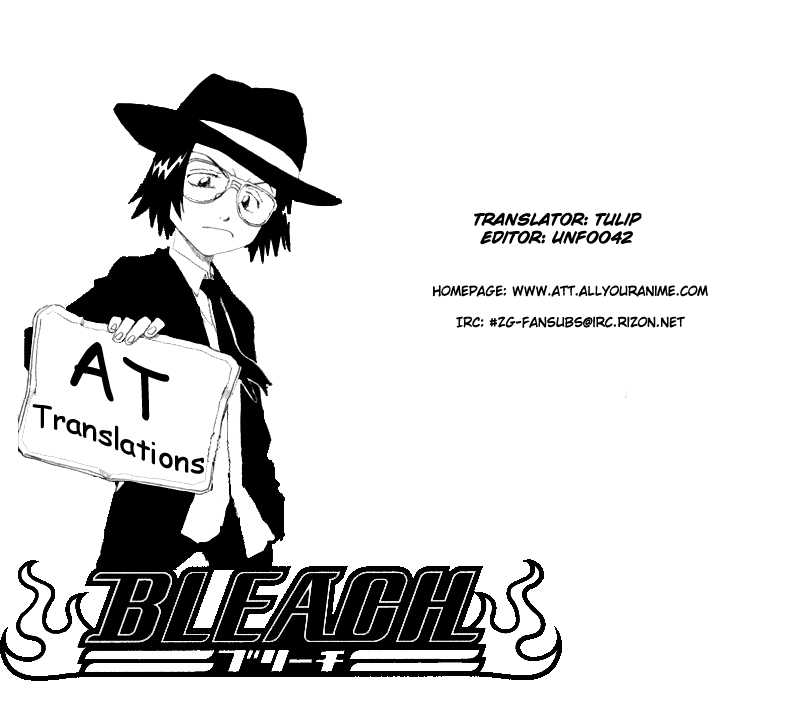 TRANSLATOR: TULIP
EDITOR: UNFOO42
HOMEPAGE: WWW.ATT.ALLYOURANIME.COM
IRC: #ZG-FANSUBS@IRC.RIZON.NET
AT
Translations
BLEACH
ブリーチ